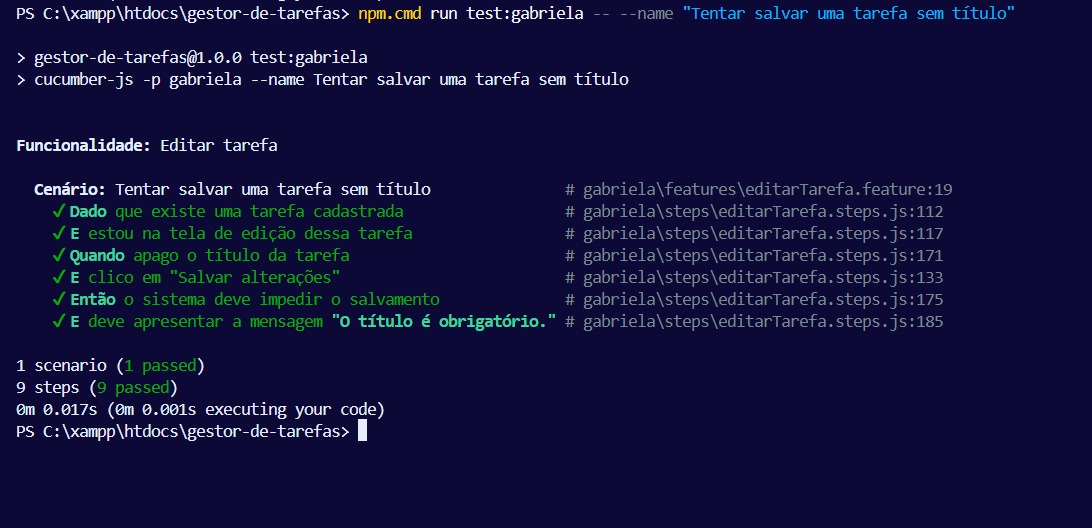 PS C:\xampp\htdocs\gestor-de-tarefas> npm.cmd run test:gabriela -- --name "Tentar salvar uma tarefa sem título"
> gestor-de-tarefas@1.0.0 test:gabriela
> cucumber-js -p gabriela --name Tentar salvar uma tarefa sem título
Funcionalidade: Editar tarefa
Cenário: Tentar salvar uma tarefa sem título # gabriela\features\editarTarefa.feature:19
✓ Dado que existe uma tarefa cadastrada # gabriela\steps\editarTarefa.steps.js:112
✓ E estou na tela de edição dessa tarefa # gabriela\steps\editarTarefa.steps.js:117
✓ Quando apago o título da tarefa # gabriela\steps\editarTarefa.steps.js:171
✓ E clico em "Salvar alterações" # gabriela\steps\editarTarefa.steps.js:133
✓ Então o sistema deve impedir o salvamento # gabriela\steps\editarTarefa.steps.js:175
✓ E deve apresentar a mensagem "O título é obrigatório." # gabriela\steps\editarTarefa.steps.js:185
1 scenario (1 passed)
9 steps (9 passed)
0m 0.017s (0m 0.001s executing your code)
PS C:\xampp\htdocs\gestor-de-tarefas>